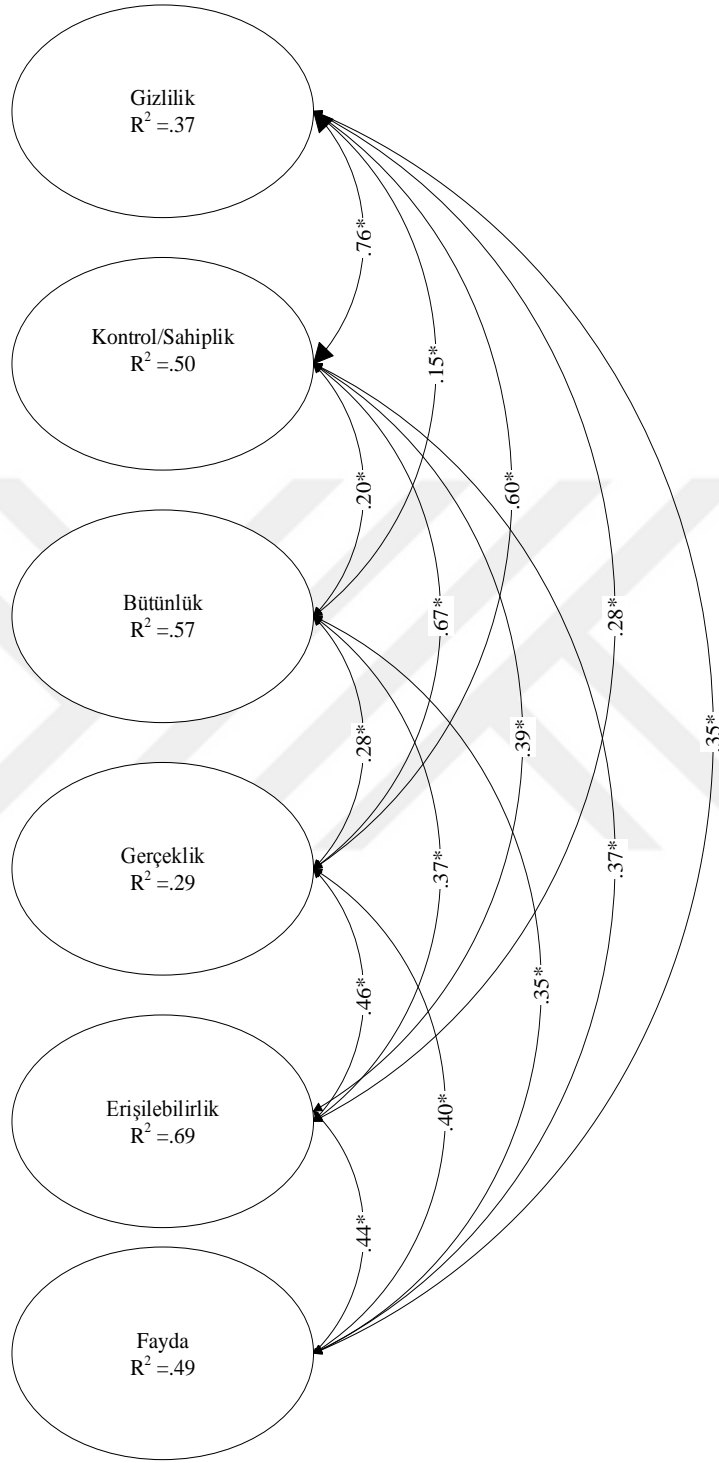 Gizlilik
R² =.37
Kontrol/Sahiplik
R² =.50
Bütünlük
R² =.57
Gerçeklik
R² =.29
Erişilebilirlik
R² =.69
Fayda
R² =.49
.76*
.15*
.20*
.60*
.67*
.28*
.28*
.39*
.35*
.37*
.37*
.46*
.35*
.40*
.44*